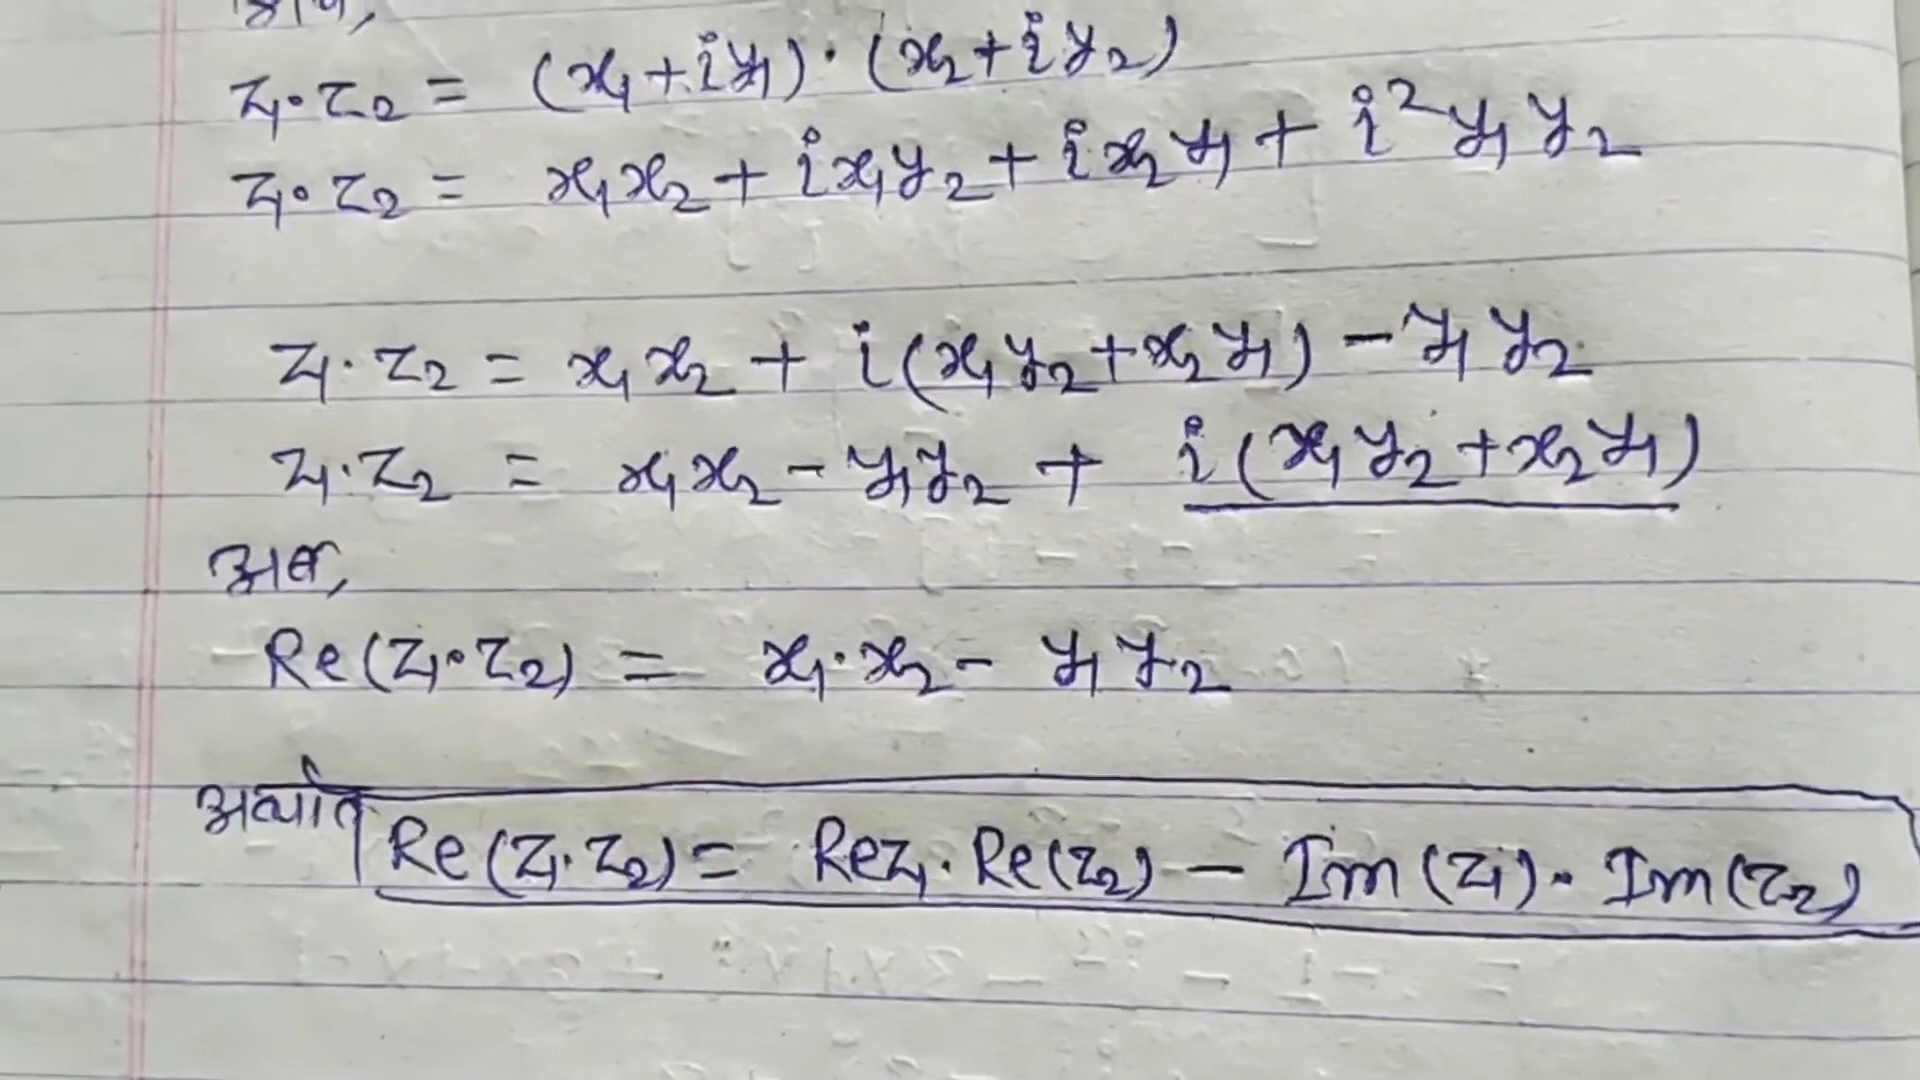 z₁·z₂ = (x₁+iy₁)·(x₂+iy₂)
z₁·z₂ = x₁x₂ + ix₁y₂ + ix₂y₁ + i²y₁y₂
z₁·z₂ = x₁x₂ + i(x₁y₂+x₂y₁) - y₁y₂
z₁·z₂ = x₁x₂ - y₁y₂ + i(x₁y₂+x₂y₁)
अब,
Re(z₁·z₂) = x₁·x₂ - y₁y₂
अर्थात् Re(z₁·z₂) = Rez₁·Re(z₂) - Im(z₁)·Im(z₂)